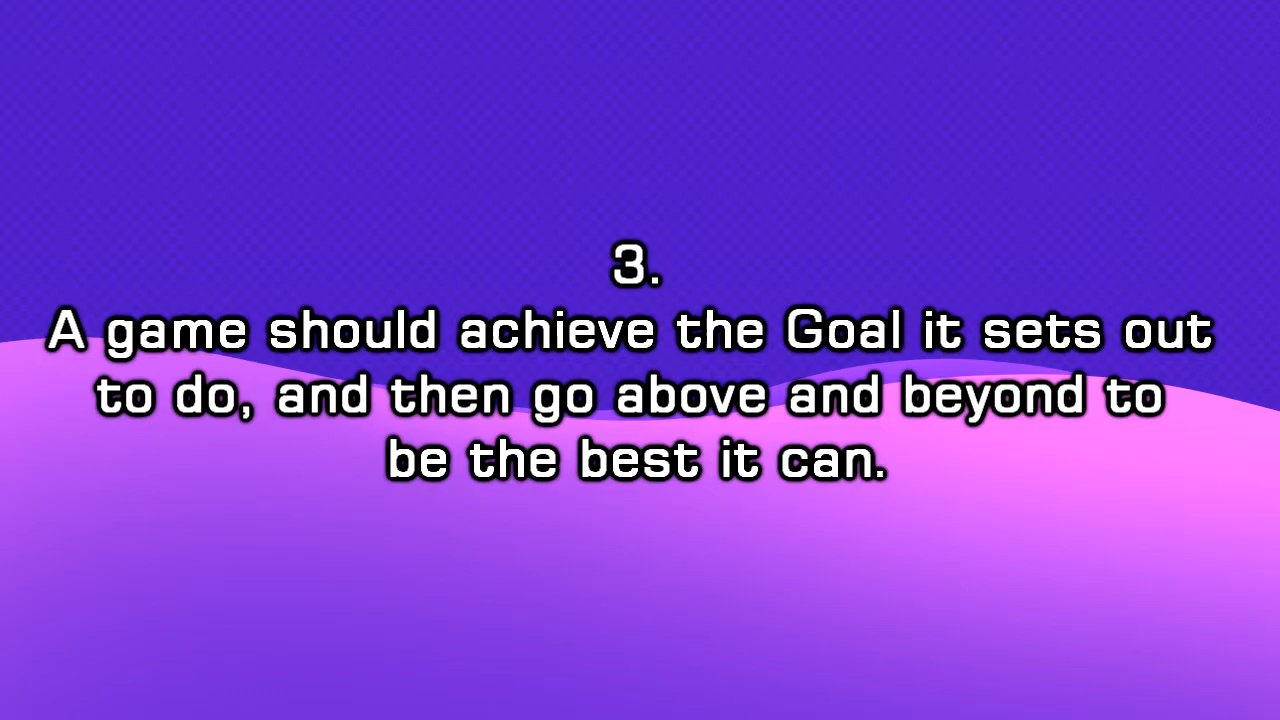 3.
A game should achieve the Goal it sets out
to do, and then go above and beyond to
be the best it can.